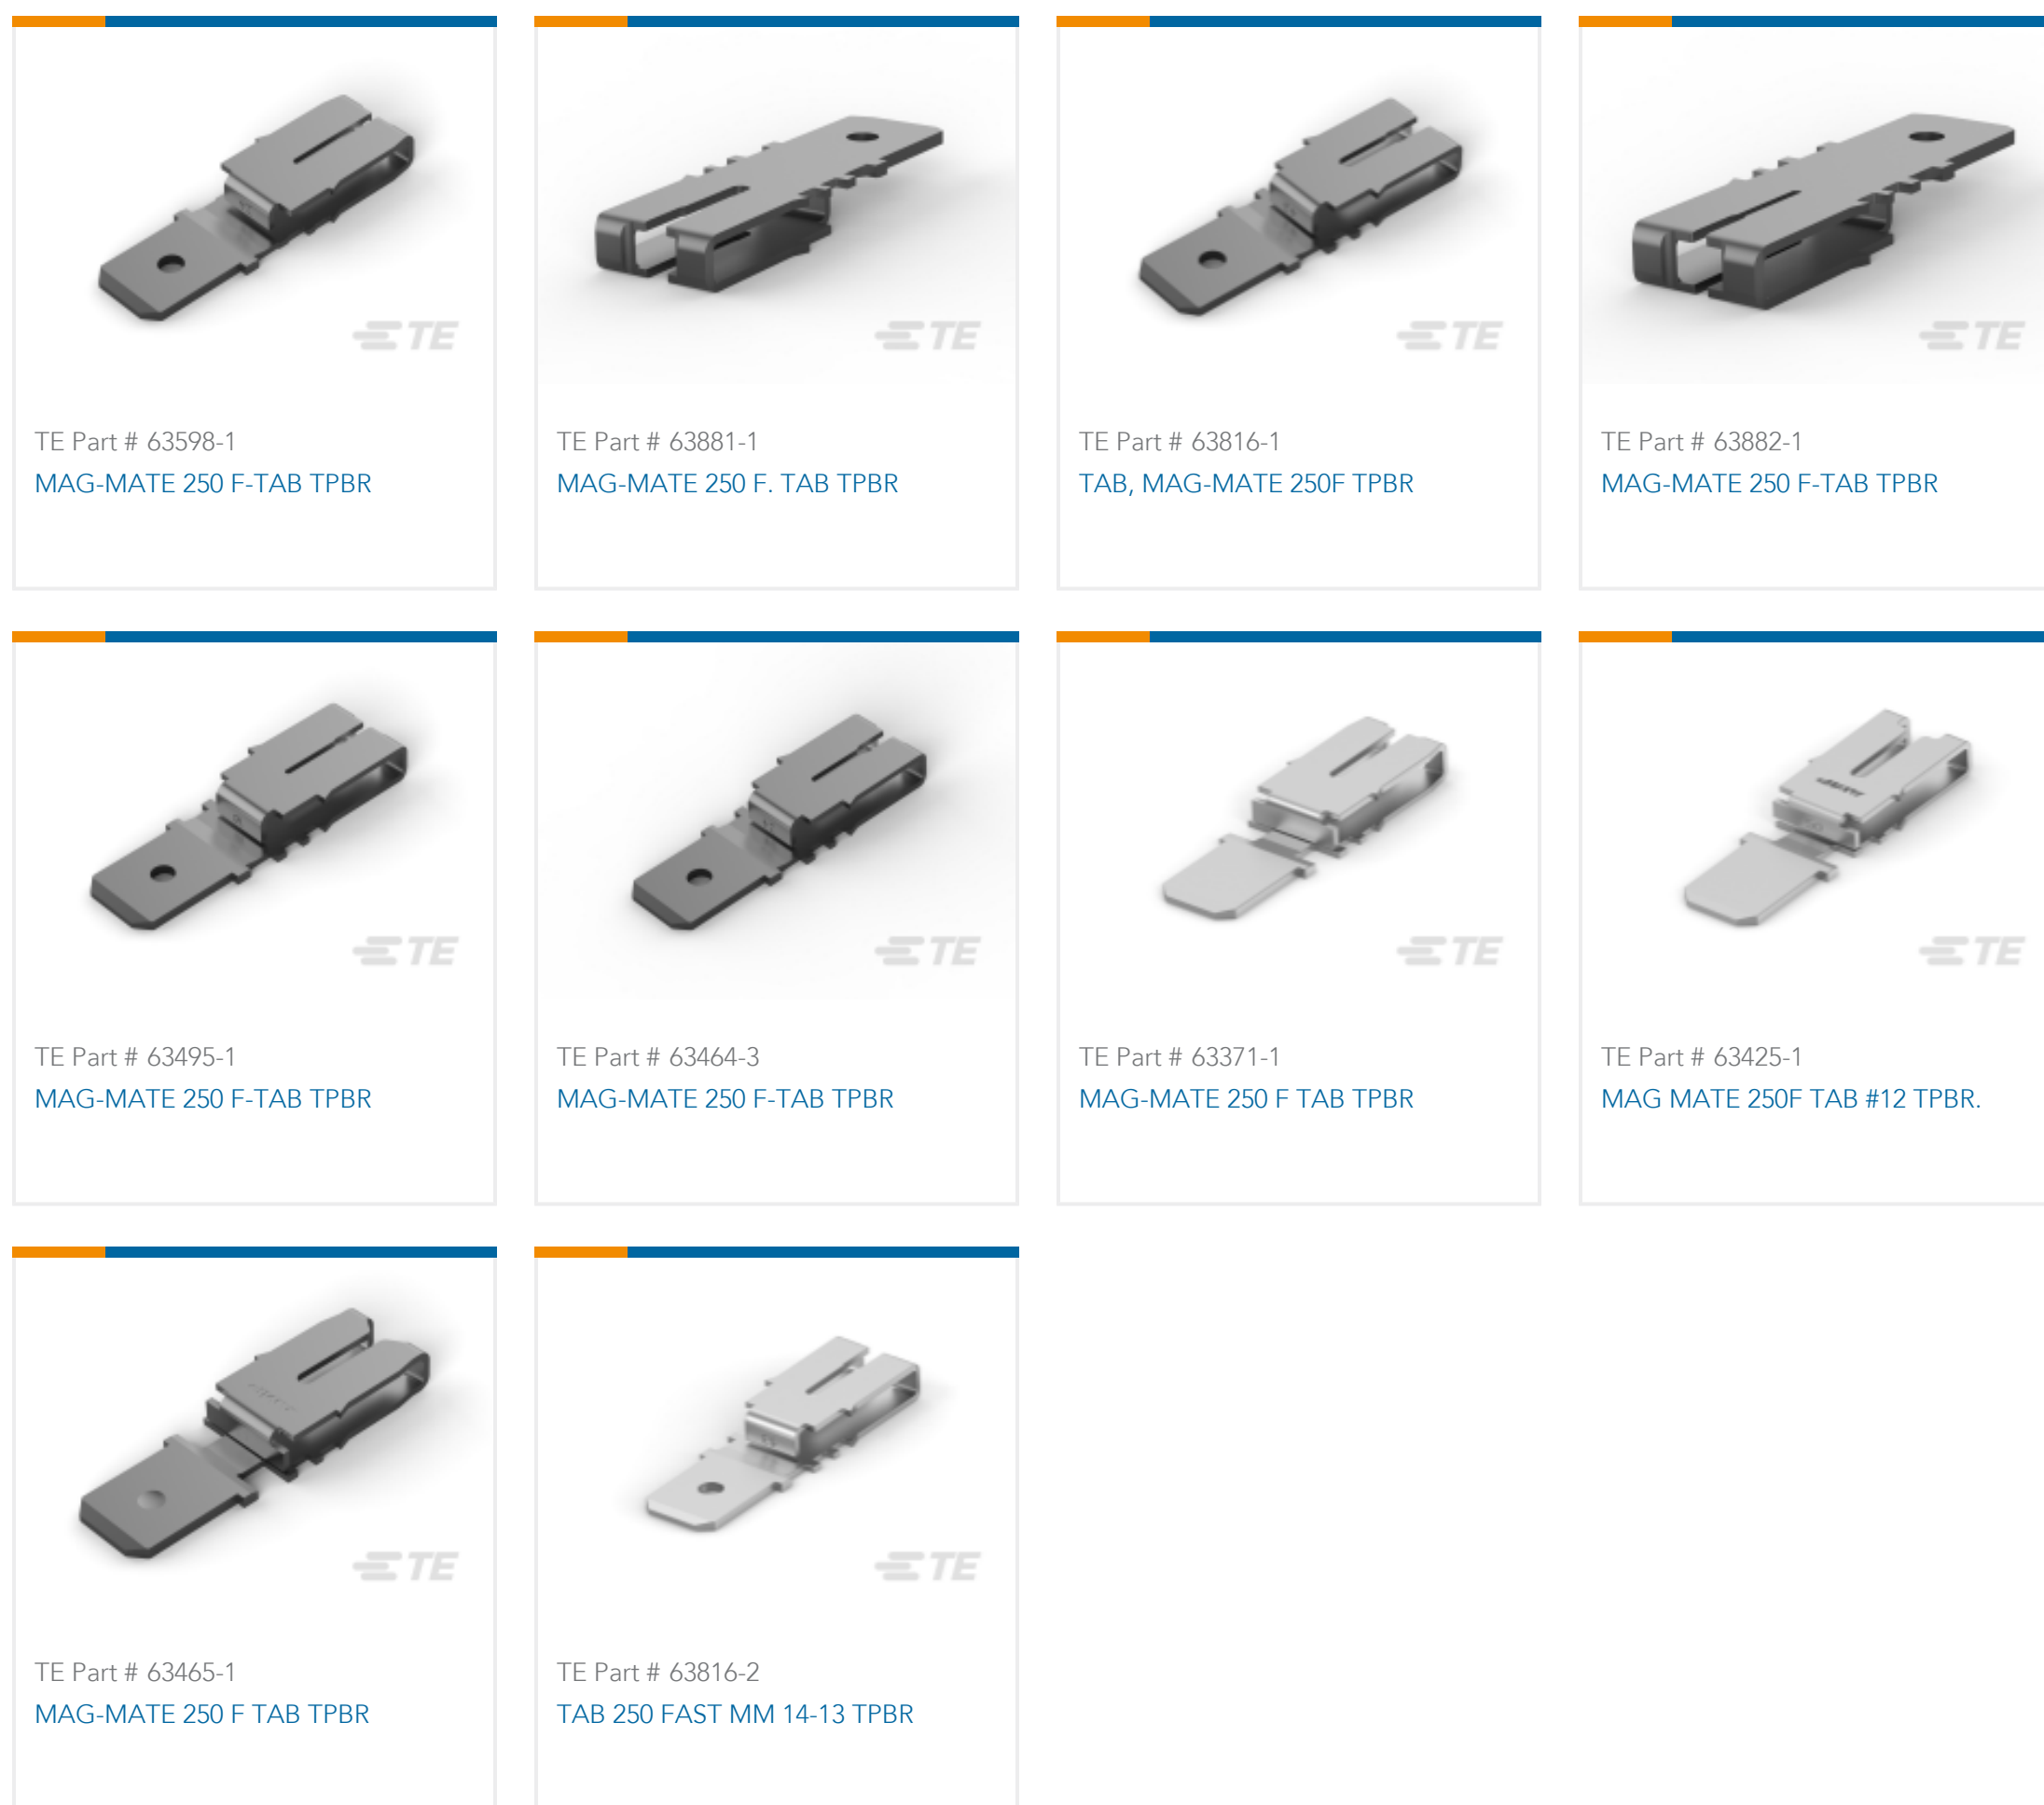 TE
TE Part # 63598-1
MAG-MATE 250 F-TAB TPBR
TE
TE Part # 63881-1
MAG-MATE 250 F. TAB TPBR
TE
TE Part # 63816-1
TAB, MAG-MATE 250F TPBR
TE
TE Part # 63882-1
MAG-MATE 250 F-TAB TPBR
TE
TE Part # 63495-1
MAG-MATE 250 F-TAB TPBR
TE
TE Part # 63464-3
MAG-MATE 250 F-TAB TPBR
TE
TE Part # 63371-1
MAG-MATE 250 F TAB TPBR
TE
TE Part # 63425-1
MAG MATE 250F TAB #12 TPBR.
TE
TE Part # 63465-1
MAG-MATE 250 F TAB TPBR
TE
TE Part # 63816-2
TAB 250 FAST MM 14-13 TPBR